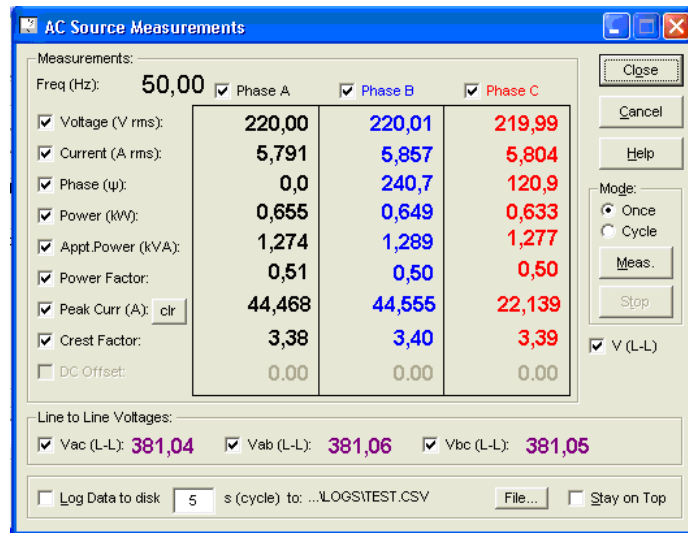 AC Source Measurements
Measurements:
Freq (Hz): 50,00 Phase A Phase B Phase C
Voltage (V rms): 220,00 220,01 219,99
Current (A rms): 5,791 5,857 5,804
Phase (ψ): 0,0 240,7 120,9
Power (kW): 0,655 0,649 0,633
Appt.Power (kVA): 1,274 1,289 1,277
Power Factor: 0,51 0,50 0,50
Peak Curr (A): clr 44,468 44,555 22,139
Crest Factor: 3,38 3,40 3,39
DC Offset: 0.00 0.00 0.00
Close
Cancel
Help
Mode:
Once
Cycle
Meas.
Stop
V (L-L)
Line to Line Voltages:
Vac (L-L): 381,04 Vab (L-L): 381,06 Vbc (L-L): 381,05
Log Data to disk 5 s (cycle) to: ...\LOGS\TEST.CSV File... Stay on Top